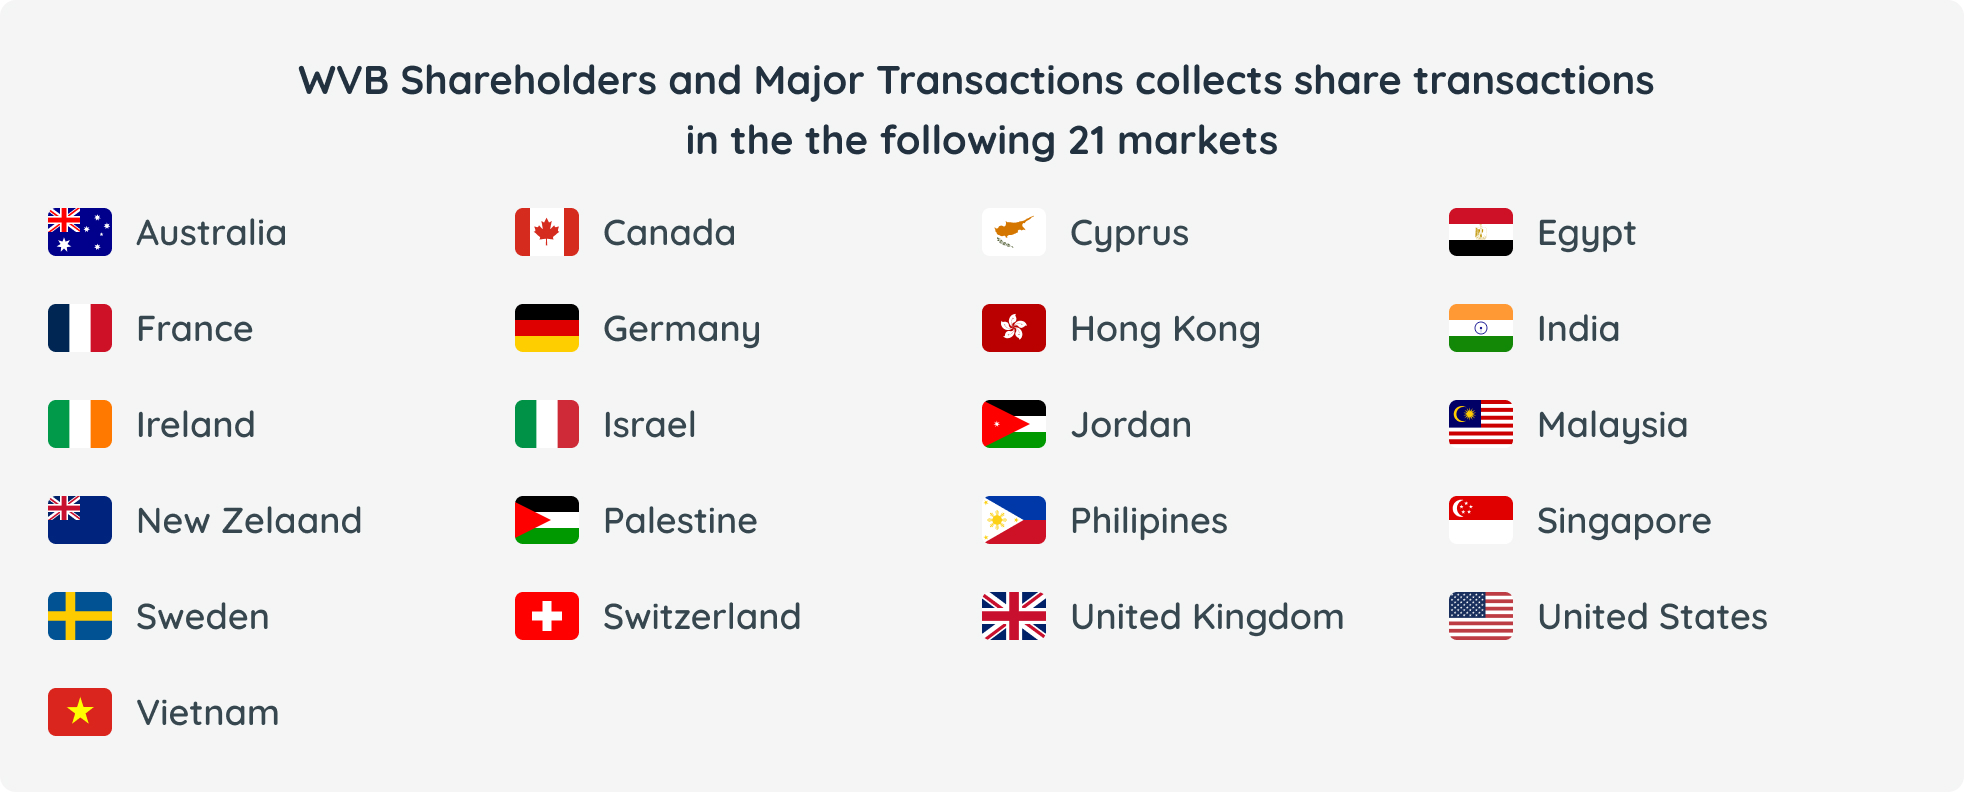 WVB Shareholders and Major Transactions collects share transactions
in the the following 21 markets
Australia
Canada
Cyprus
Egypt
France
Germany
Hong Kong
India
Ireland
Israel
Jordan
Malaysia
New Zelaand
Palestine
Philipines
Singapore
Sweden
Switzerland
United Kingdom
United States
Vietnam